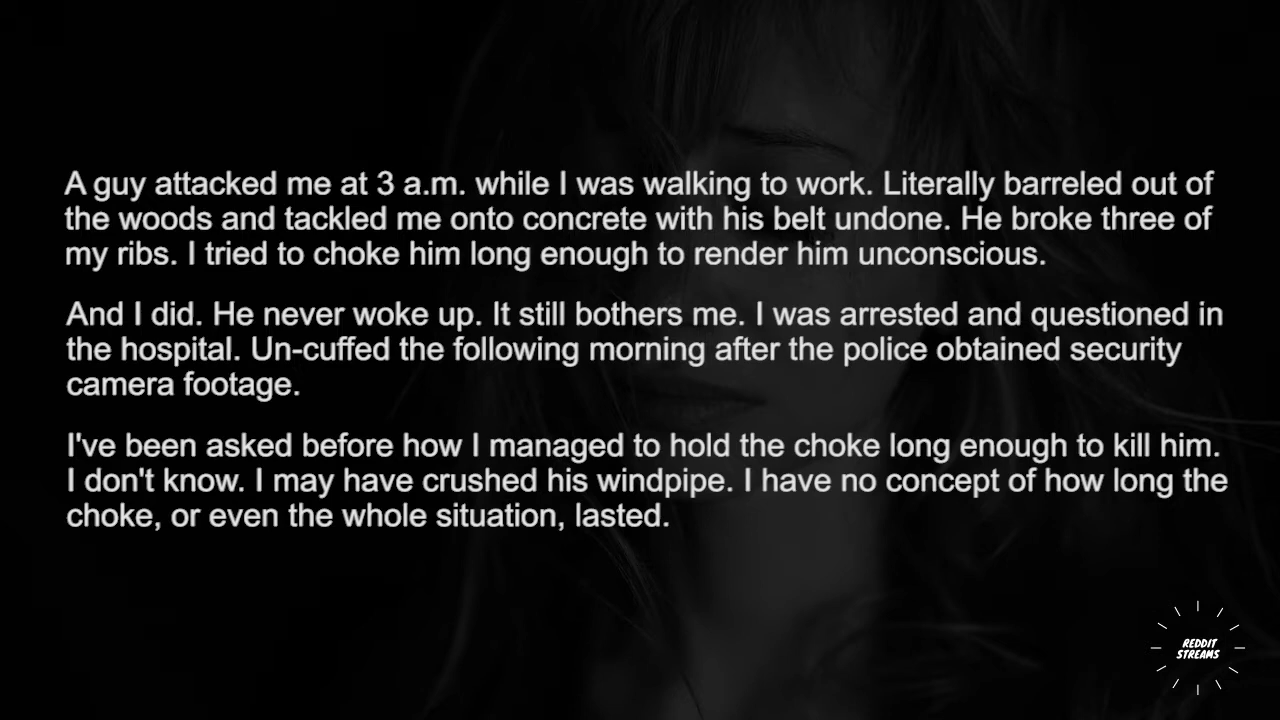 A guy attacked me at 3 a.m. while I was walking to work. Literally barreled out of
the woods and tackled me onto concrete with his belt undone. He broke three of
my ribs. I tried to choke him long enough to render him unconscious.
And I did. He never woke up. It still bothers me. I was arrested and questioned in
the hospital. Un-cuffed the following morning after the police obtained security
camera footage.
I've been asked before how I managed to hold the choke long enough to kill him.
I don't know. I may have crushed his windpipe. I have no concept of how long the
choke, or even the whole situation, lasted.
REDDIT
STREAMS